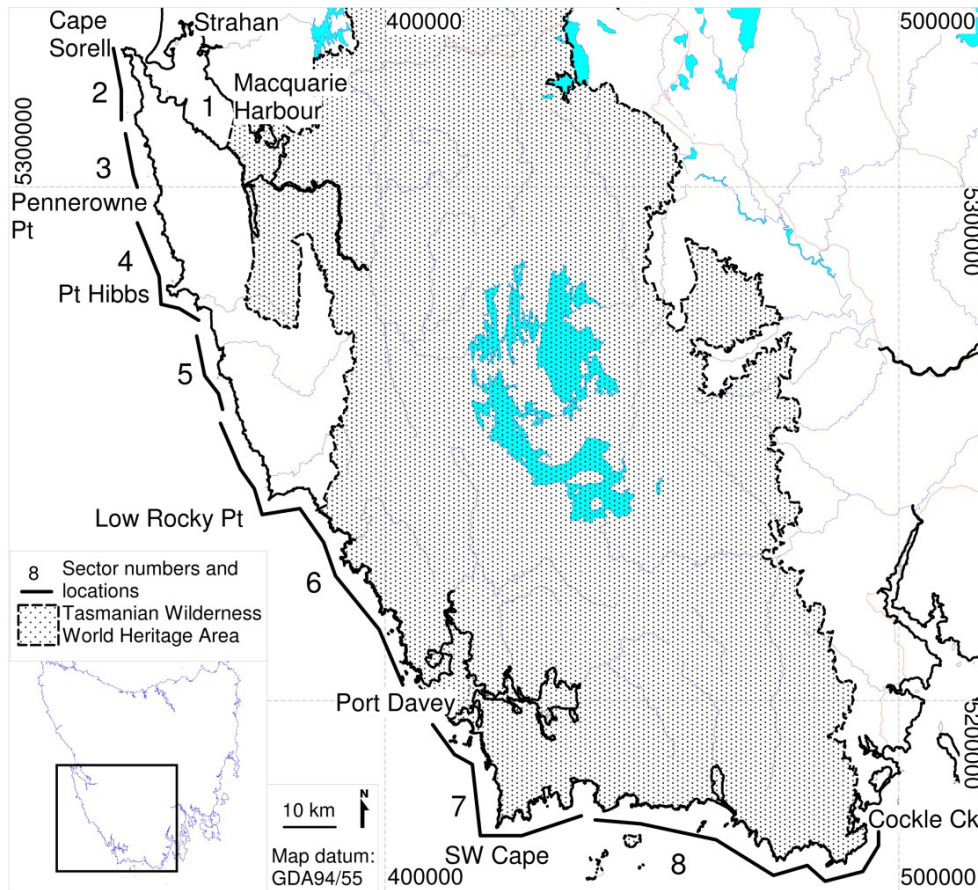 Cape
Sorell
Strahan
400000
500000
Macquarie
Harbour
2
1
3
5300000
5300000
Pennerowne
Pt
4
Pt Hibbs
5
Low Rocky Pt
6
8 Sector numbers and
locations
Tasmanian Wilderness
World Heritage Area
Port Davey
5200000
10 km
N
7
Cockle Ck
SW Cape
8
Map datum:
GDA94/55
400000
500000